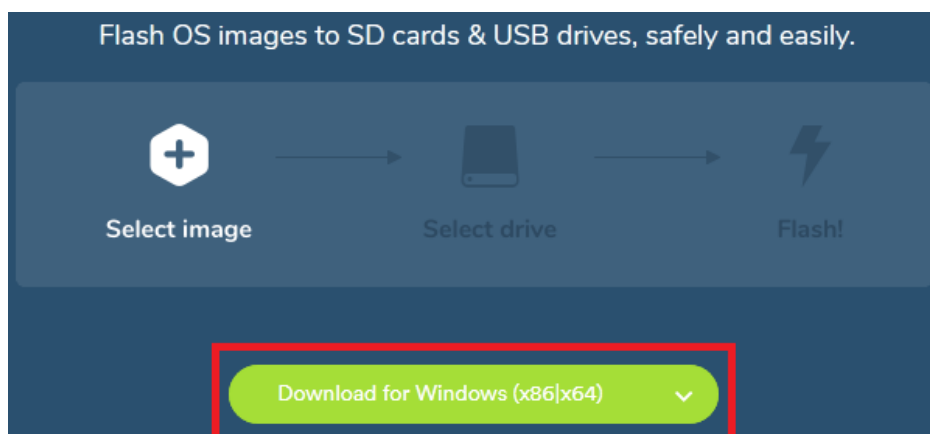 Flash OS images to SD cards & USB drives, safely and easily.
Select image
Select drive
Flash!
Download for Windows (x86|x64)